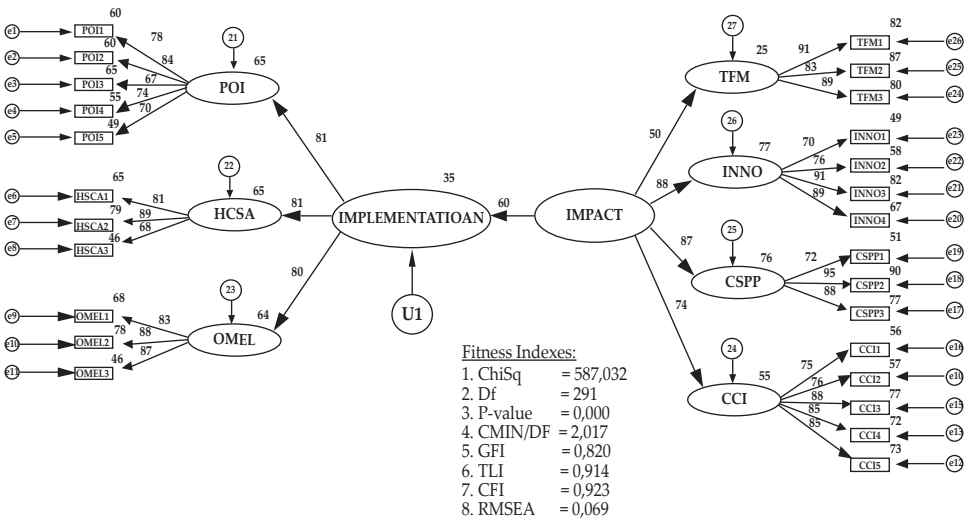 e1 POI1 60
e2 POI2 60
e3 POI3 65
e4 POI4 55
e5 POI5 49
78
84
67
74
70
21
POI 65
81
e6 HSCA1 65
e7 HSCA2 79
e8 HSCA3 46
81
89
68
22
HCSA 65
81
e9 OMEL1 68
e10 OMEL2 78
e11 OMEL3 46
83
88
87
23
OMEL 64
80
35
IMPLEMENTATIOAN
U1
60
IMPACT
50
88
87
74
27
TFM 25
91
83
89
82 TFM1 e26
87 TFM2 e25
80 TFM3 e24
26
INNO 77
70
76
91
89
49 INNO1 e23
58 INNO2 e22
82 INNO3 e21
67 INNO4 e20
25
CSPP 76
72
95
88
51 CSPP1 e19
90 CSPP2 e18
77 CSPP3 e17
24
CCI 55
75
76
88
85
85
56 CCI1 e16
57 CCI2 e10
77 CCI3 e15
72 CCI4 e13
73 CCI5 e12
Fitness Indexes:
1. ChiSq = 587,032
2. Df = 291
3. P-value = 0,000
4. CMIN/DF = 2,017
5. GFI = 0,820
6. TLI = 0,914
7. CFI = 0,923
8. RMSEA = 0,069